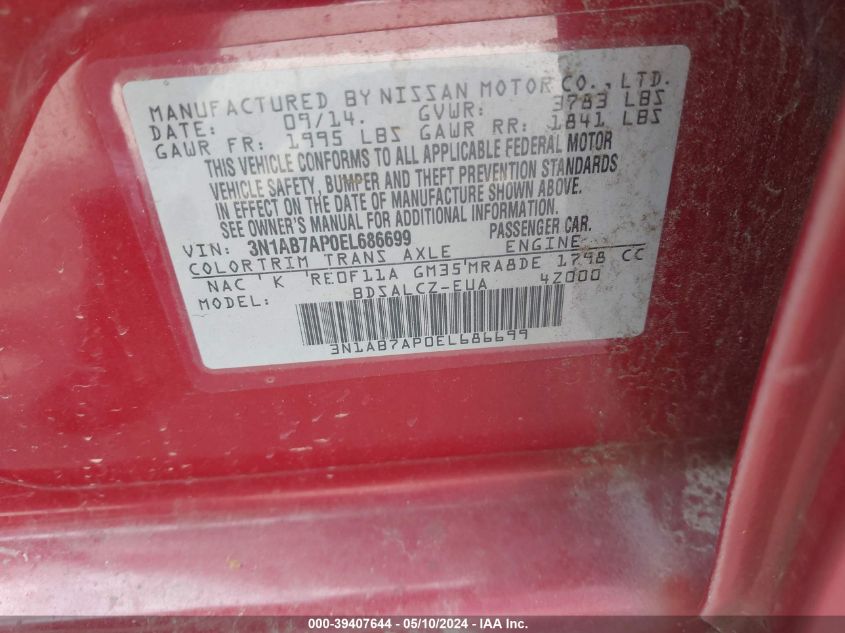 MANUFACTURED BY NISSAN MOTOR CO., LTD.
DATE: 09/14. GVWR: 3783 LBS
GAWR FR: 1995 LBS GAWR RR: 1841 LBS
THIS VEHICLE CONFORMS TO ALL APPLICABLE FEDERAL MOTOR
VEHICLE SAFETY, BUMPER AND THEFT PREVENTION STANDARDS
IN EFFECT ON THE DATE OF MANUFACTURE SHOWN ABOVE.
SEE OWNER'S MANUAL FOR ADDITIONAL INFORMATION.
VIN: 3N1AB7AP0EL686699 PASSENGER CAR.
COLOR TRIM TRANS AXLE ENGINE
NAC K RE0F11A GM35 MRA8DE 1798 CC
MODEL: BDSALCZ-EUA 4Z000
3N1AB7AP0EL686699
000-39407644 - 05/10/2024 - COPYRIGHT IAA, INC.